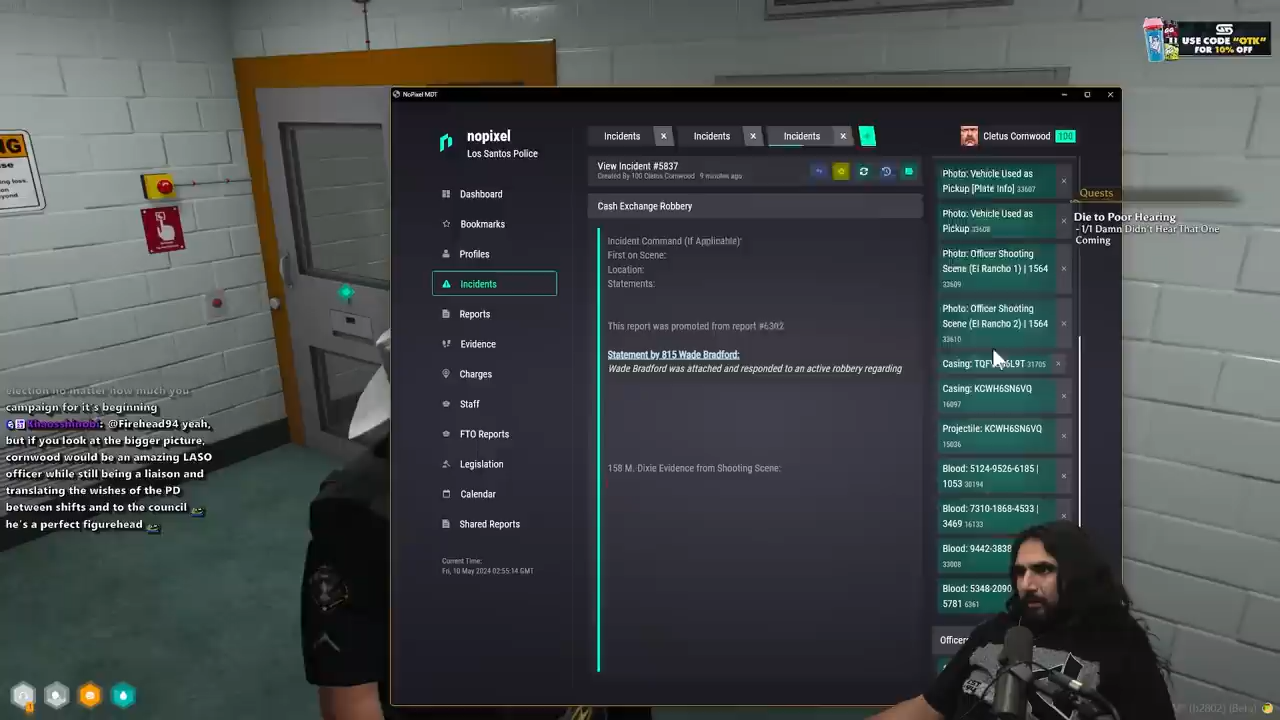 USE CODE "OTK"
FOR 10% OFF
NoPixel MDT
nopixel
Los Santos Police
Incidents
Incidents
Incidents
Cletus Cornwood 100
View Incident #5837
Created By 100 Cletus Cornwood 9 minutes ago
Cash Exchange Robbery
Dashboard
Bookmarks
Profiles
Incidents
Reports
Evidence
Charges
Staff
FTO Reports
Legislation
Calendar
Shared Reports
Current Time:
Fri, 10 May 2024 02:55:14 GMT
Incident Command (If Applicable):
First on Scene:
Location:
Statements:
This report was promoted from report #6302
Statement by 815 Wade Bradford:
Wade Bradford was attached and responded to an active robbery regarding
158 M. Dixie Evidence from Shooting Scene:
Photo: Vehicle Used as
Pickup [Plate Info] 33607
Photo: Vehicle Used as
Pickup 33608
Photo: Officer Shooting
Scene (El Rancho 1) | 1564
33609
Photo: Officer Shooting
Scene (El Rancho 2) | 1564
33610
Casing: 31705
Casing: KCWH6SN6VQ
16097
Projectile: KCWH6SN6VQ
15026
Blood: 5124-9526-6185 |
1053 30194
Blood: 7310-1868-4533 |
3469 16133
Blood: 9442-3838
33008
Blood: 5348-2090
5781 6361
Officer
Quests
Die to Poor Hearing
- 1/1 Damn Didn't Hear That One
Coming
election no matter how much you
campaign for it's beginning
Khaosshinobi: @Firehead94 yeah,
but if you look at the bigger picture,
cornwood would be an amazing LASO
officer while still being a liaison and
translating the wishes of the PD
between shifts and to the council
he's a perfect figurehead
(b2802) (Beta)